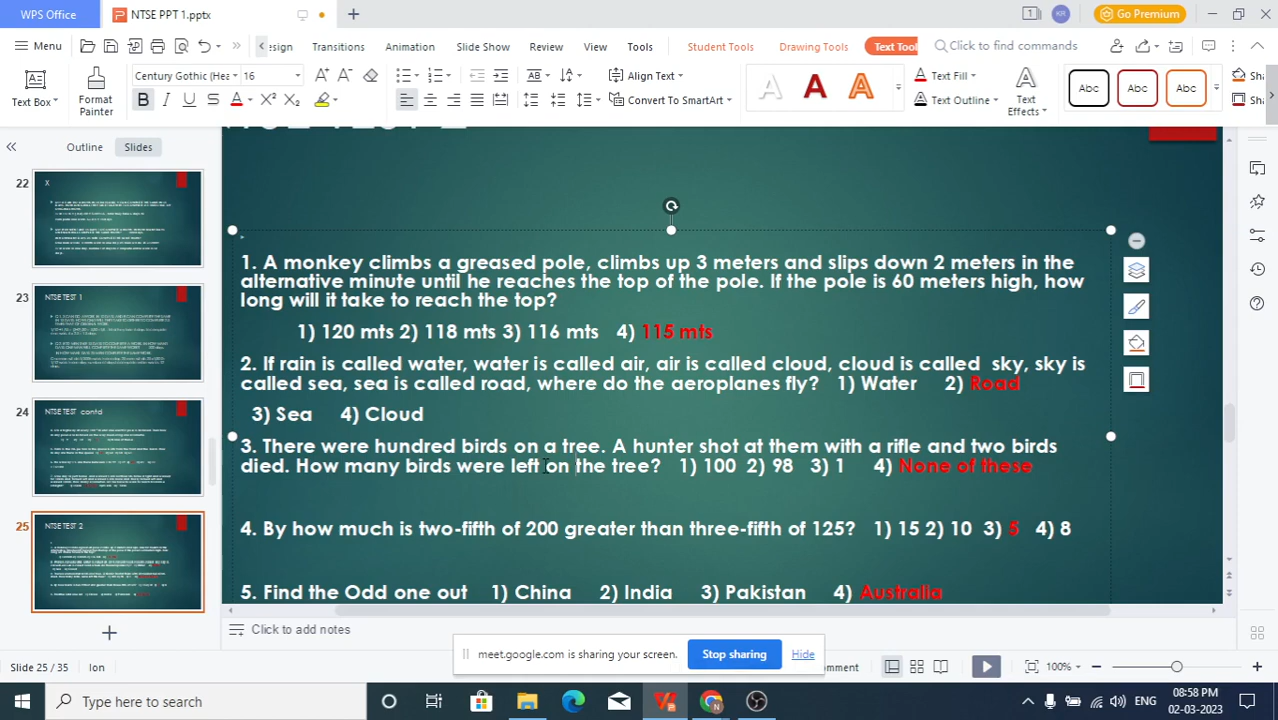 WPS Office
NTSE PPT 1.pptx
KR
Go Premium
Menu
esign
Transitions
Animation
Slide Show
Review
View
Tools
Student Tools
Drawing Tools
Text Tool
Click to find commands
Text Box
Format Painter
Century Gothic (Hea
16
Align Text
Convert To SmartArt
Text Fill
Text Outline
Text Effects
Abc
Abc
Abc
Sha
Sha
Outline
Slides
22
X
23
NTSE TEST 1
24
NTSE TEST contd
25
NTSE TEST 2
1. A monkey climbs a greased pole, climbs up 3 meters and slips down 2 meters in the
alternative minute until he reaches the top of the pole. If the pole is 60 meters high, how
long will it take to reach the top?
1) 120 mts 2) 118 mts 3) 116 mts 4) 115 mts
2. If rain is called water, water is called air, air is called cloud, cloud is called sky, sky is
called sea, sea is called road, where do the aeroplanes fly? 1) Water 2) Road
3) Sea 4) Cloud
3. There were hundred birds on a tree. A hunter shot at them with a rifle and two birds
died. How many birds were left on the tree? 1) 100 2) 98 3) 1 4) None of these
4. By how much is two-fifth of 200 greater than three-fifth of 125? 1) 15 2) 10 3) 5 4) 8
5. Find the Odd one out 1) China 2) India 3) Pakistan 4) Australia
Click to add notes
meet.google.com is sharing your screen.
Stop sharing
Hide
Slide 25 / 35
Ion
omment
100%
Type here to search
ENG
08:58 PM
02-03-2023